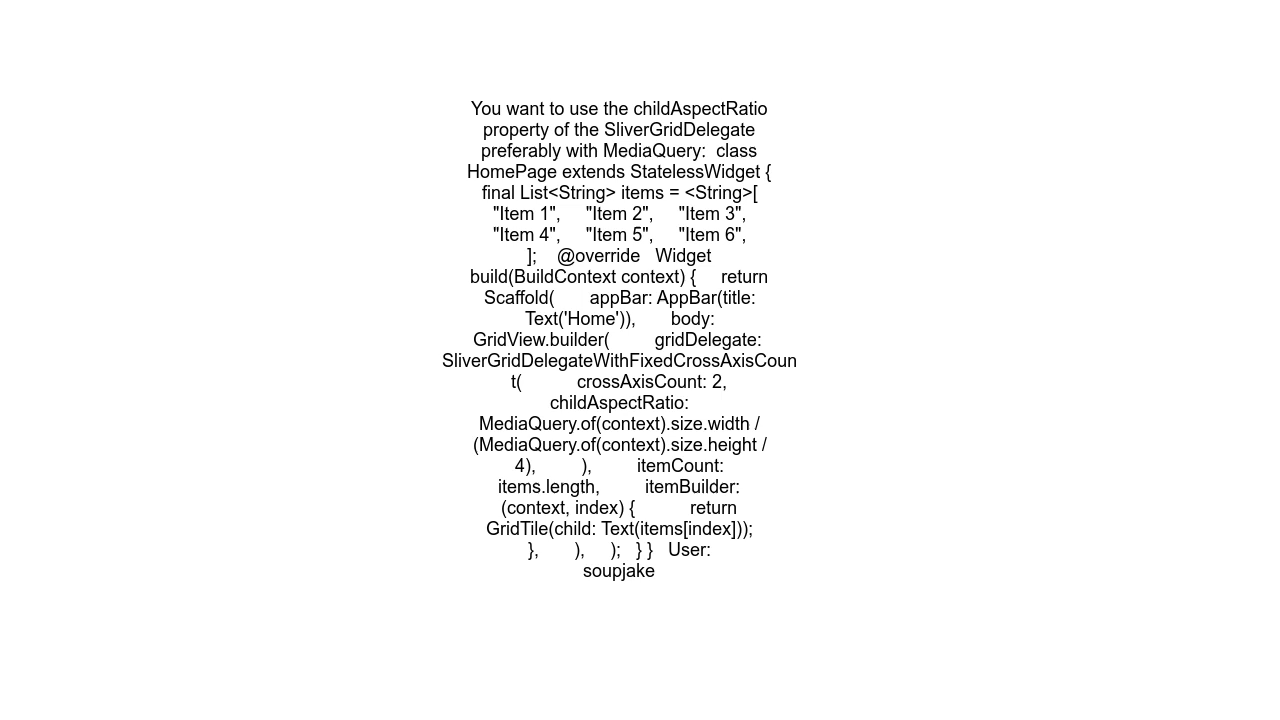 You want to use the childAspectRatio
property of the SliverGridDelegate
preferably with MediaQuery:  class
HomePage extends StatelessWidget {
final List<String> items = <String>[
"Item 1",     "Item 2",     "Item 3",
"Item 4",     "Item 5",     "Item 6",
];    @override   Widget
build(BuildContext context) {     return
Scaffold(       appBar: AppBar(title:
Text('Home')),       body:
GridView.builder(         gridDelegate:
SliverGridDelegateWithFixedCrossAxisCoun
t(           crossAxisCount: 2,
childAspectRatio:
MediaQuery.of(context).size.width /
(MediaQuery.of(context).size.height /
4),         ),         itemCount:
items.length,         itemBuilder:
(context, index) {           return
GridTile(child: Text(items[index]));
},       ),     );   } }   User:
soupjake